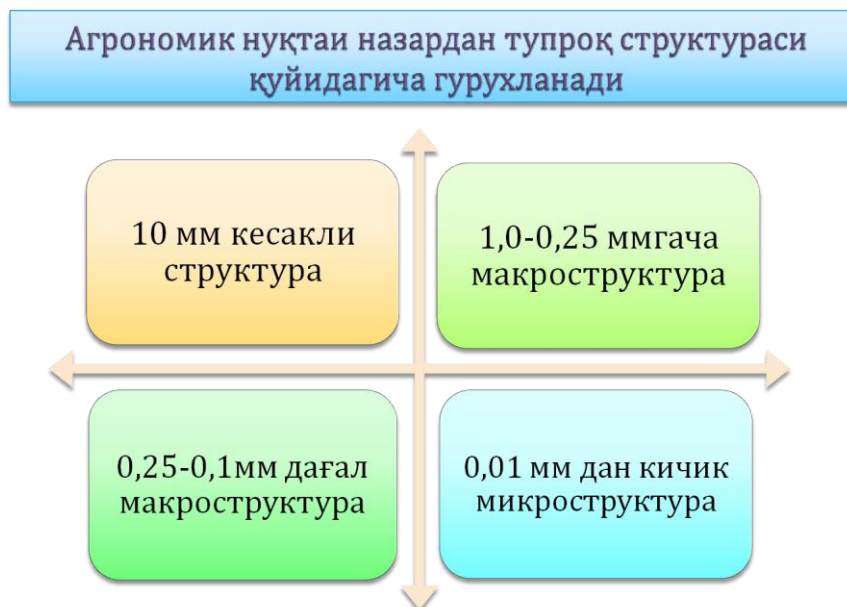 Агрономик нуқтаи назардан тупроқ структураси
қуйидагича гурухланади
10 мм кесакли
структура
1,0-0,25 ммгача
макроструктура
0,25-0,1мм дағал
макроструктура
0,01 мм дан кичик
микроструктура